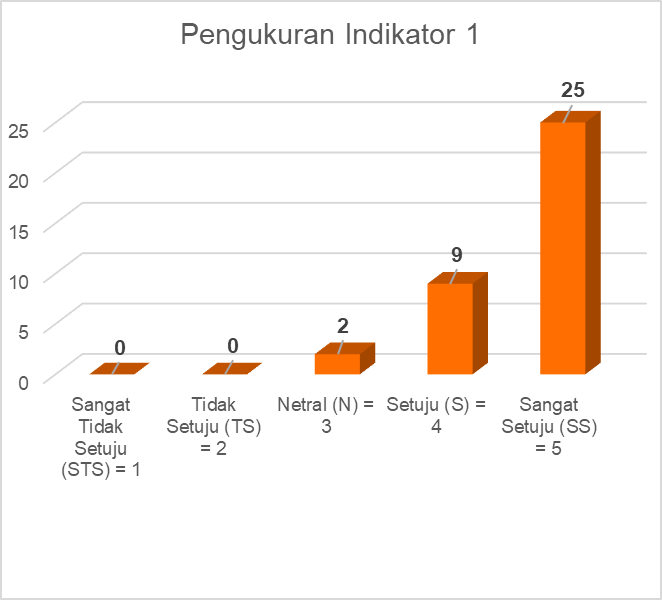 Pengukuran Indikator 1
25
20
15
10
5
0
0
0
2
9
25
Sangat
Tidak
Setuju
(STS) = 1
Tidak
Setuju (TS)
= 2
Netral (N) =
3
Setuju (S) =
4
Sangat
Setuju (SS)
= 5